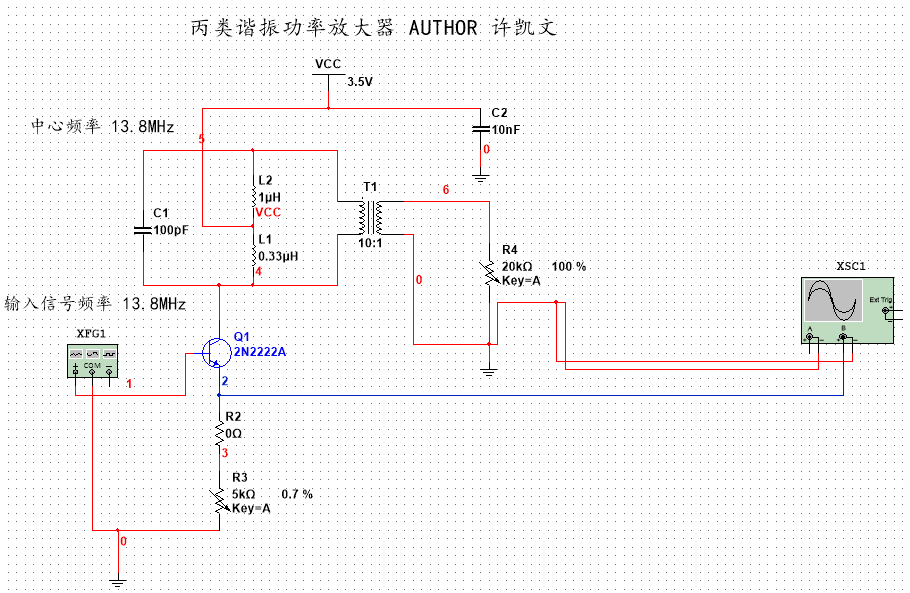 丙类谐振功率放大器 AUTHOR 许凯文
VCC
3.5V
C2
10nF
0
中心频率 13.8MHz
5
L2
1µH
VCC
T1
10:1
6
C1
100pF
L1
0.33µH
4
0
R4
20kΩ 100 %
Key=A
XSC1
Ext Trig
A B
输入信号频率 13.8MHz
XFG1
COM
1
Q1
2N2222A
2
R2
0Ω
3
R3
5kΩ 0.7 %
Key=A
0